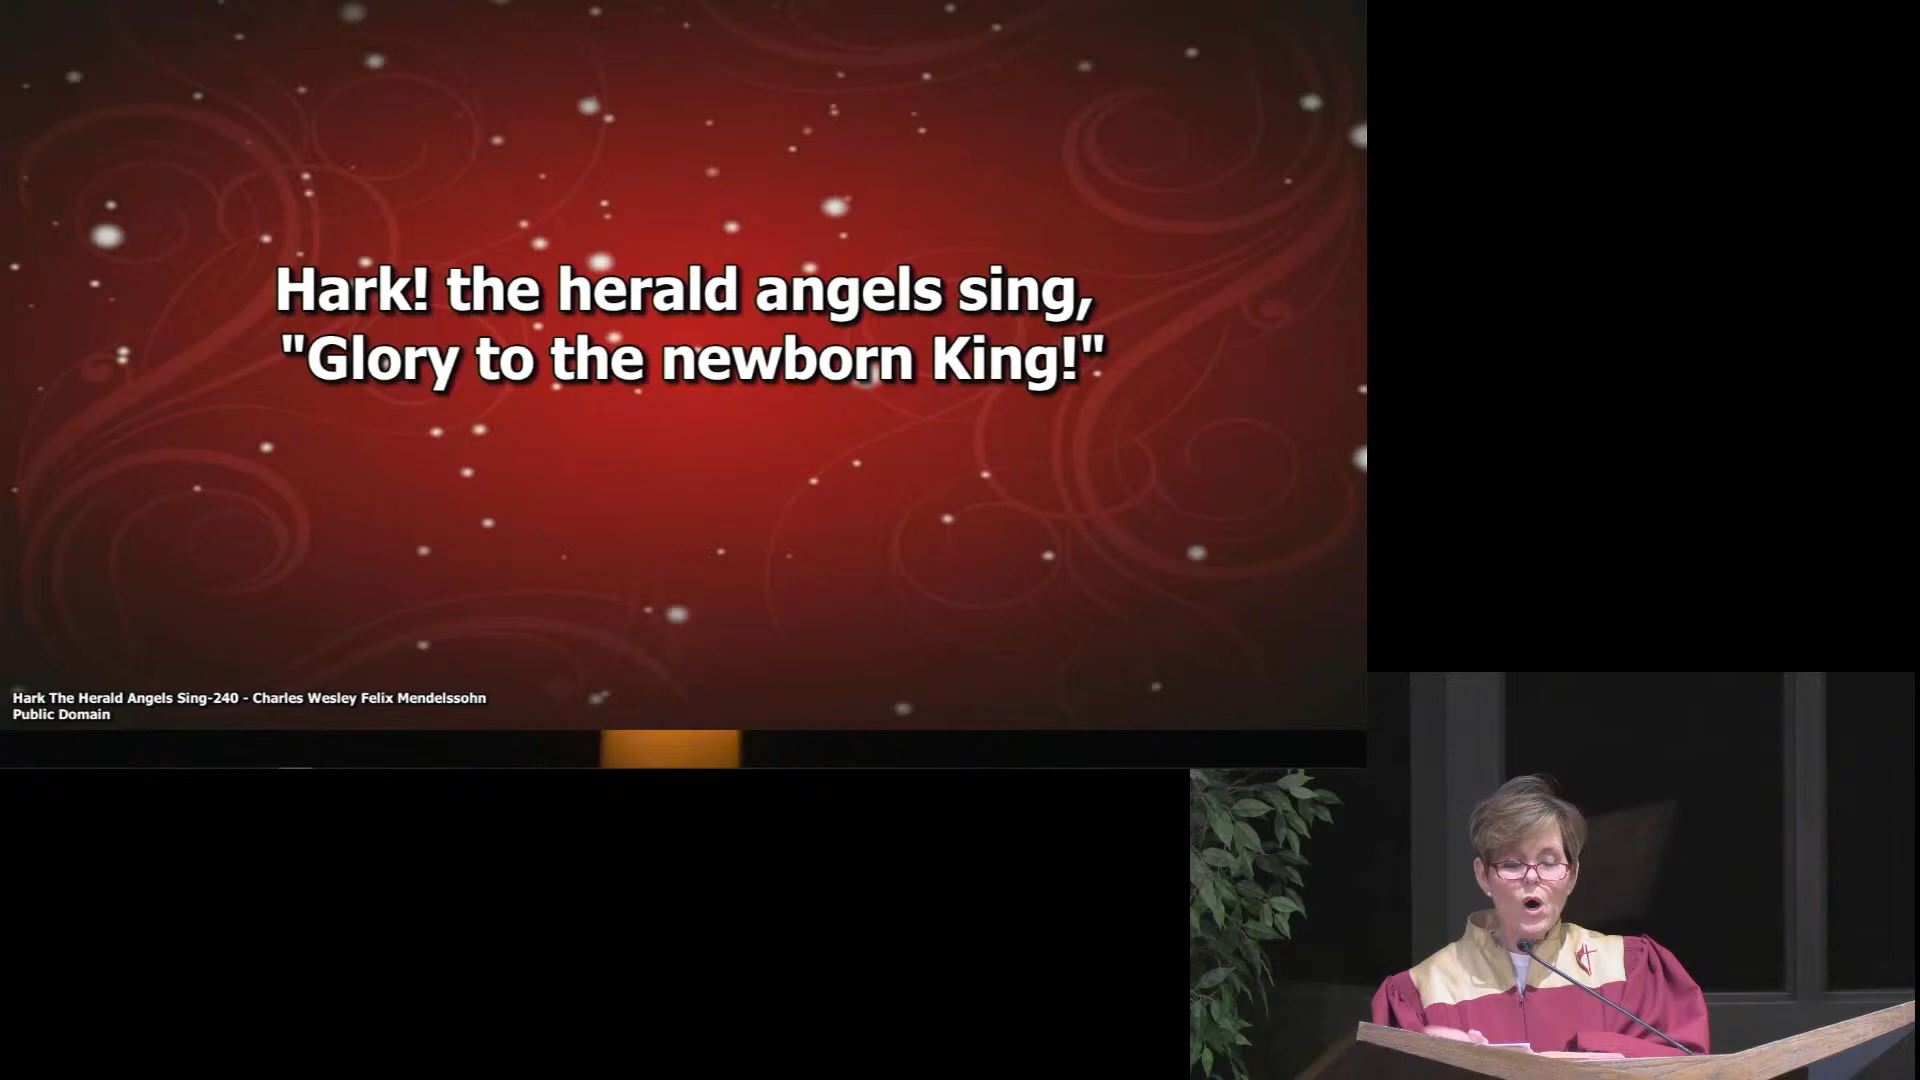 Hark! the herald angels sing,
"Glory to the newborn King!"
Hark The Herald Angels Sing-240 - Charles Wesley Felix Mendelssohn
Public Domain